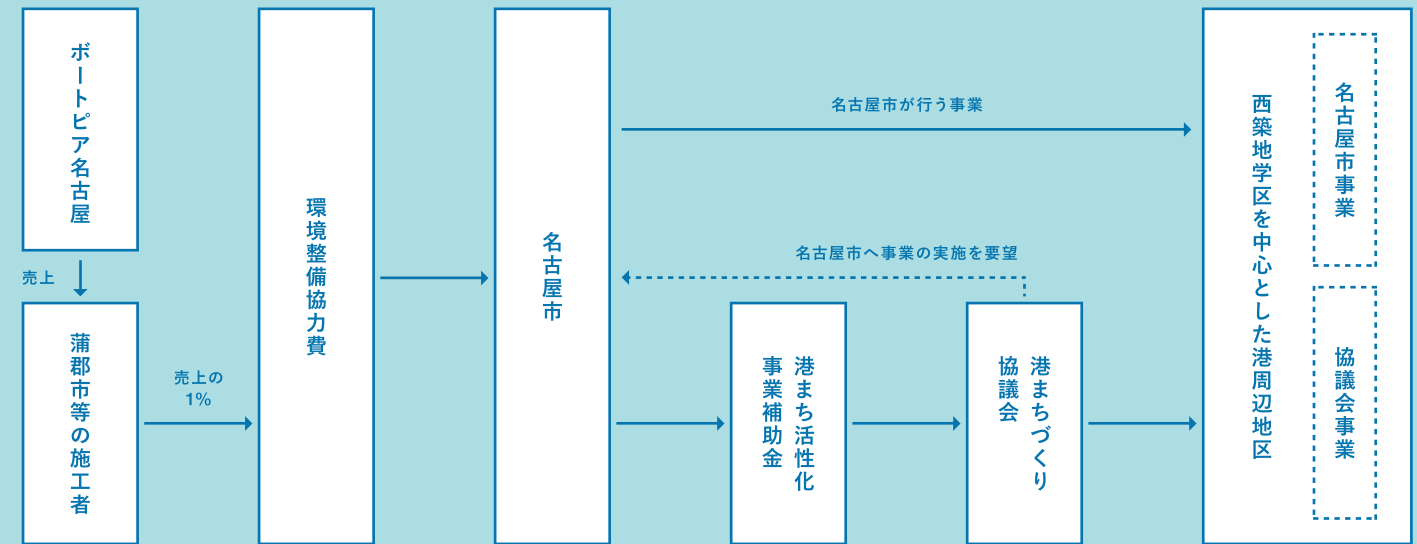 ボートピア名古屋
売上
蒲郡市等の施工者
売上の
1%
環境整備協力費
名古屋市
名古屋市が行う事業
名古屋市へ事業の実施を要望
港まち活性化
事業補助金
港まちづくり
協議会
西築地学区を中心とした港周辺地区
名古屋市事業
協議会事業